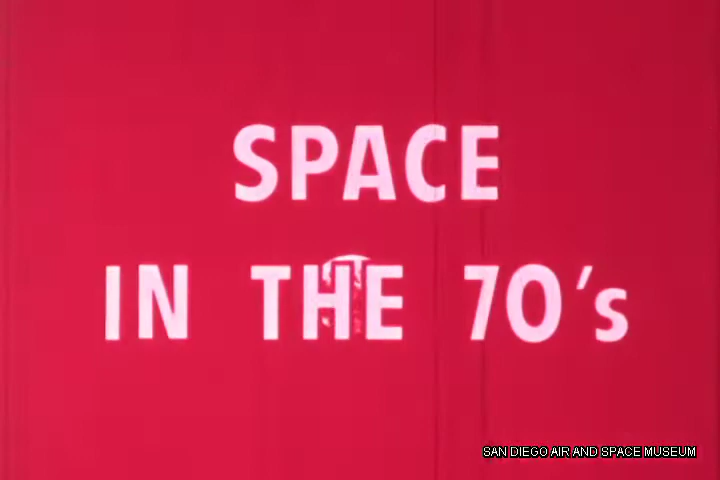 SPACE
IN THE 70's
SAN DIEGO AIR AND SPACE MUSEUM